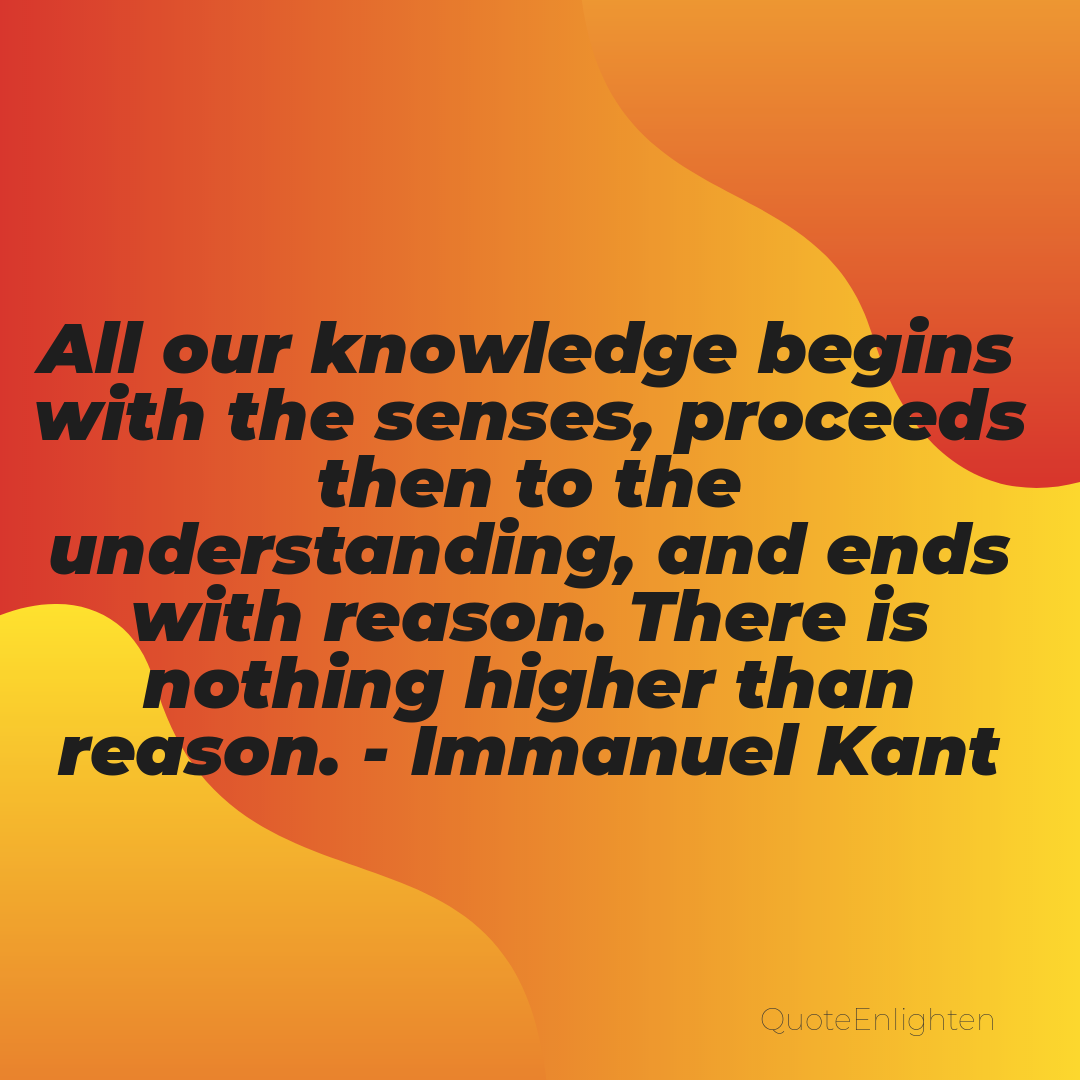 All our knowledge begins
with the senses, proceeds
then to the
understanding, and ends
with reason. There is
nothing higher than
reason. - Immanuel Kant
QuoteEnlighten